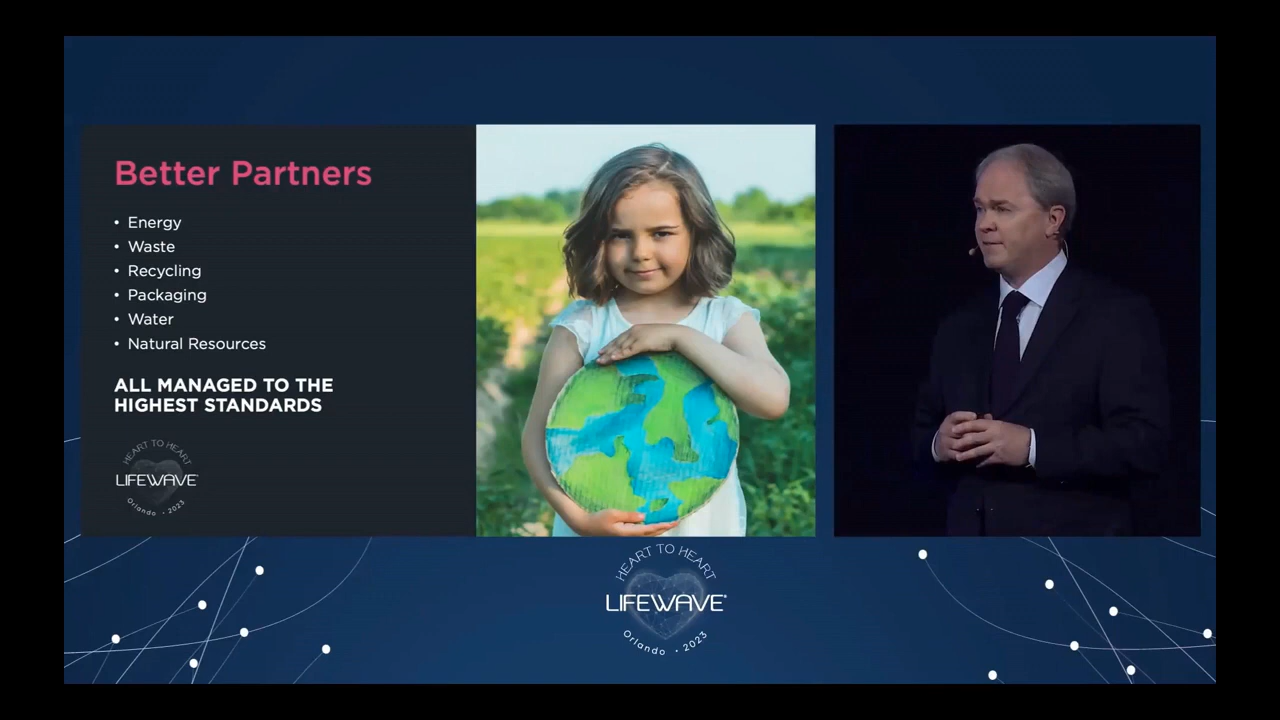 Better Partners
• Energy
• Waste
• Recycling
• Packaging
• Water
• Natural Resources
ALL MANAGED TO THE
HIGHEST STANDARDS
HEART TO HEART
LIFEWAVE
Orlando • 2023
HEART TO HEART
LIFEWAVE®
Orlando • 2023